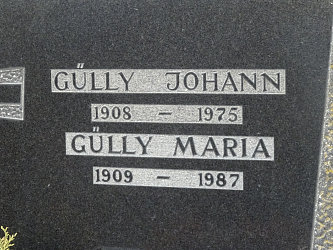 GÜLLY JOHANN
1908 – 1975
GÜLLY MARIA
1909 – 1987